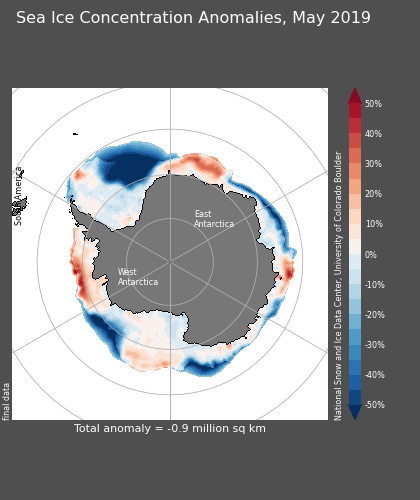 Sea Ice Concentration Anomalies, May 2019
South America
East
Antarctica
West
Antarctica
final data
50%
40%
30%
20%
10%
0%
-10%
-20%
-30%
-40%
-50%
National Snow and Ice Data Center, University of Colorado Boulder
Total anomaly = -0.9 million sq km